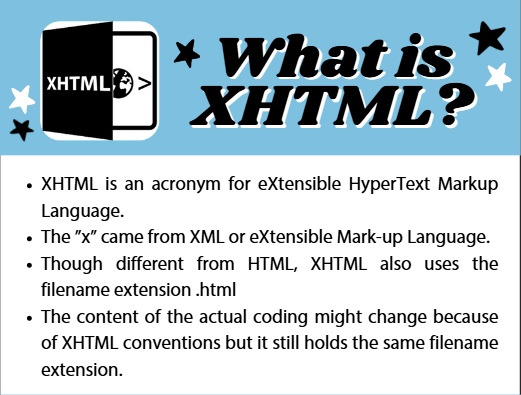 XHTML >
What is
XHTML?
• XHTML is an acronym for eXtensible HyperText Markup
Language.
• The ”x” came from XML or eXtensible Mark-up Language.
• Though different from HTML, XHTML also uses the
filename extension .html
• The content of the actual coding might change because
of XHTML conventions but it still holds the same filename
extension.